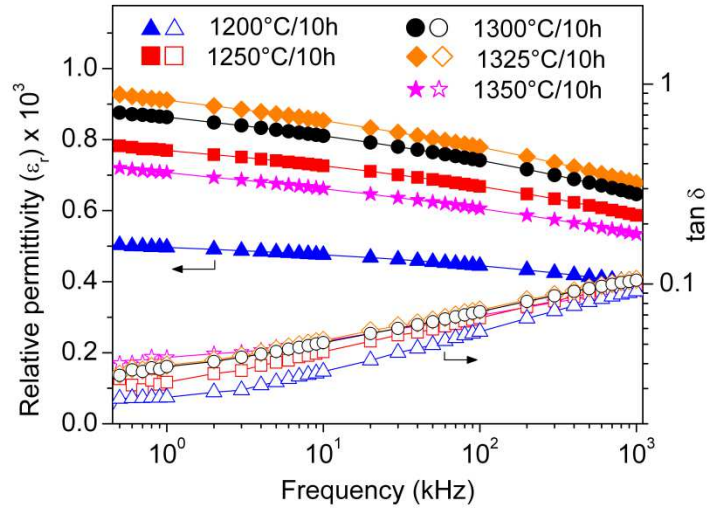 1200°C/10h
1250°C/10h
1300°C/10h
1325°C/10h
1350°C/10h
Relative permittivity (εr) x 10³
1.0
0.8
0.6
0.4
0.2
0.0
1
0.1
tan δ
10⁰ 10¹ 10² 10³
Frequency (kHz)